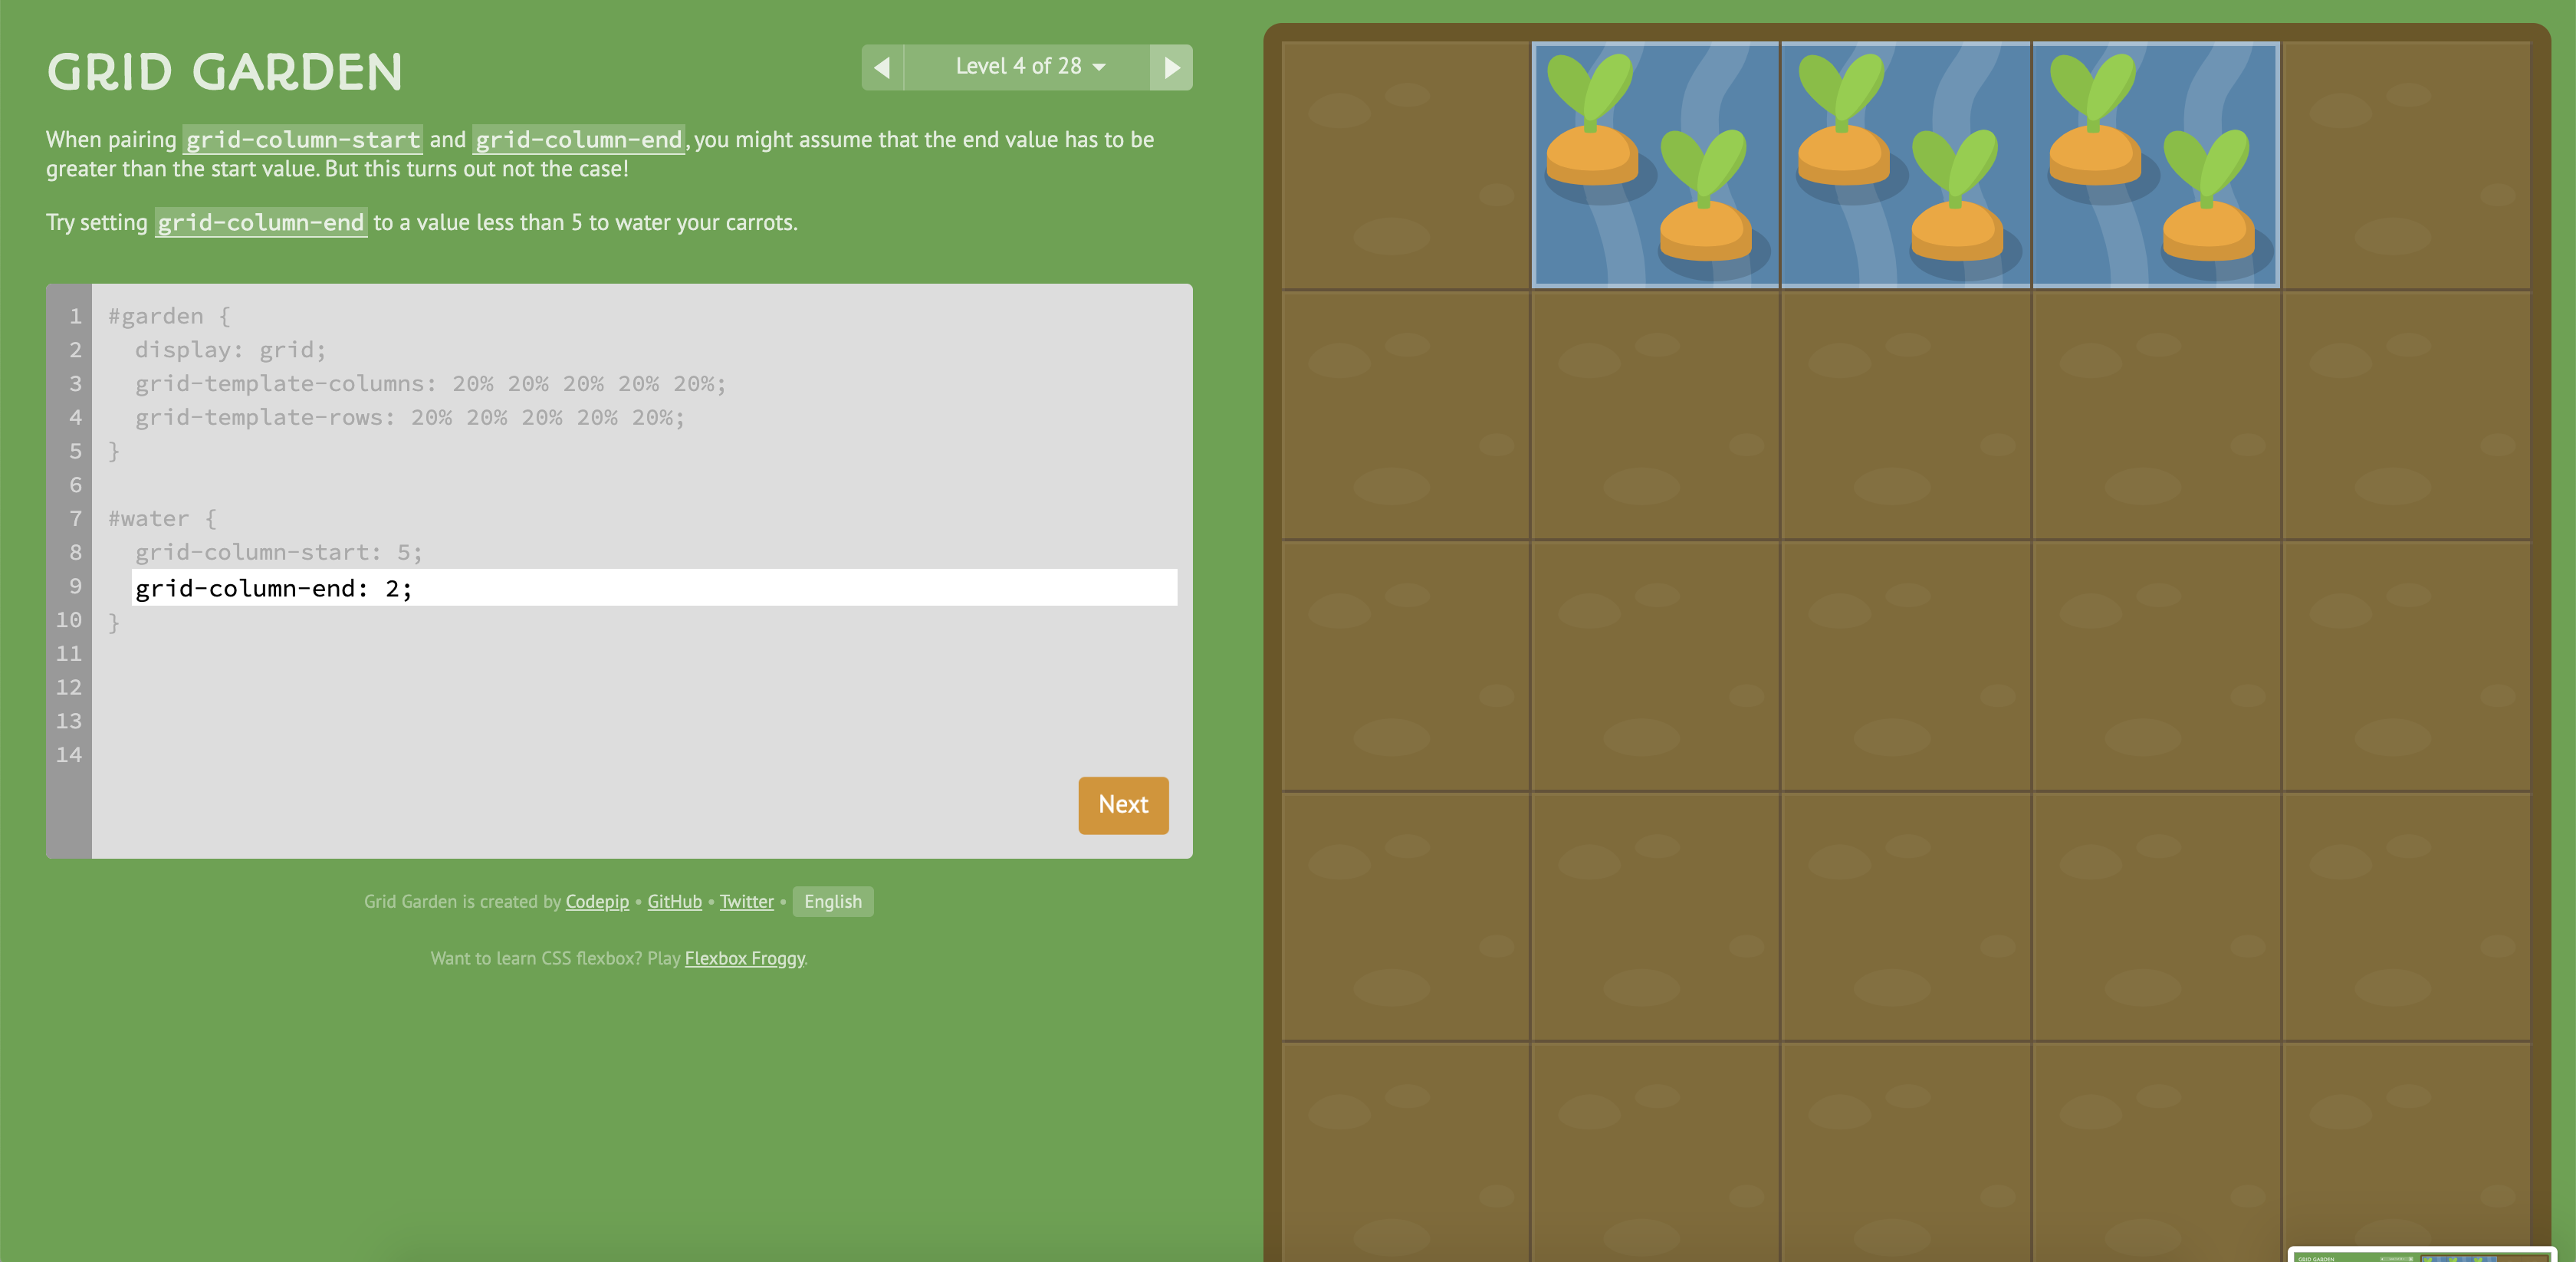 GRID GARDEN
Level 4 of 28
When pairing grid-column-start and grid-column-end, you might assume that the end value has to be
greater than the start value. But this turns out not the case!
Try setting grid-column-end to a value less than 5 to water your carrots.
1 #garden {
2 display: grid;
3 grid-template-columns: 20% 20% 20% 20% 20%;
4 grid-template-rows: 20% 20% 20% 20% 20%;
5 }
6
7 #water {
8 grid-column-start: 5;
9 grid-column-end: 2;
10 }
11
12
13
14
Next
Grid Garden is created by Codepip • GitHub • Twitter • English
Want to learn CSS flexbox? Play Flexbox Froggy.
GRID GARDEN